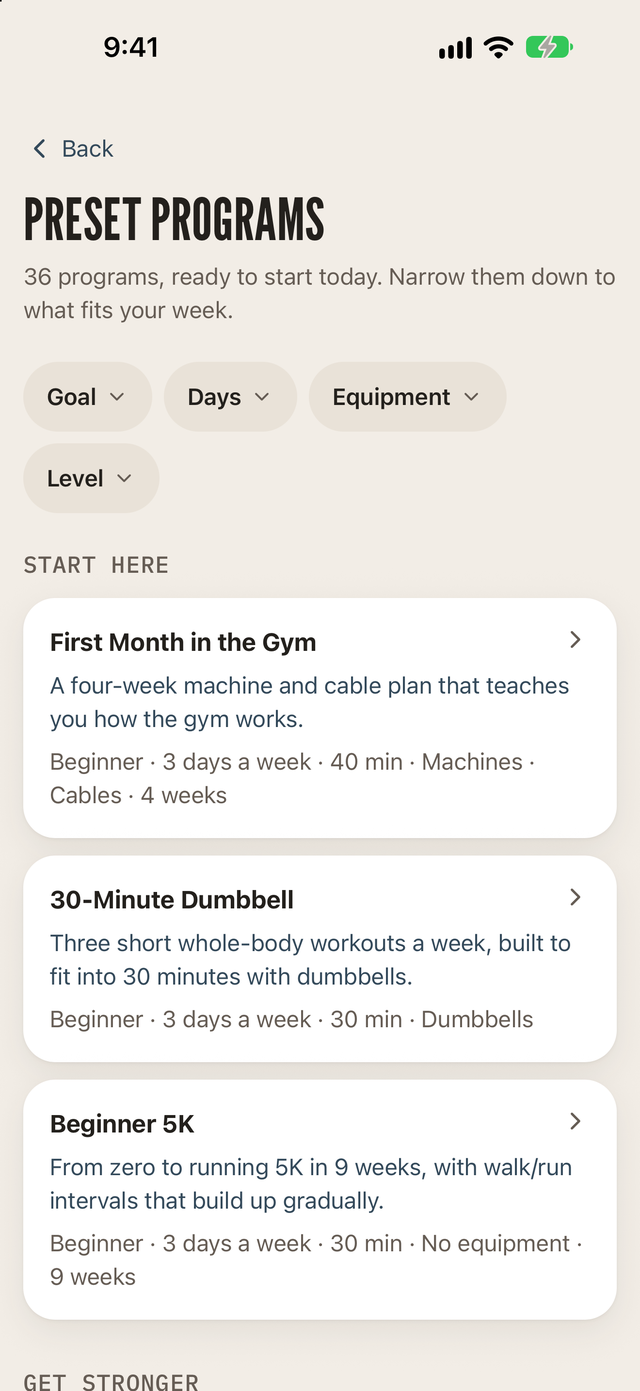 9:41
Back
PRESET PROGRAMS
36 programs, ready to start today. Narrow them down to
what fits your week.
Goal
Days
Equipment
Level
START HERE
First Month in the Gym
A four-week machine and cable plan that teaches
you how the gym works.
Beginner · 3 days a week · 40 min · Machines ·
Cables · 4 weeks
30-Minute Dumbbell
Three short whole-body workouts a week, built to
fit into 30 minutes with dumbbells.
Beginner · 3 days a week · 30 min · Dumbbells
Beginner 5K
From zero to running 5K in 9 weeks, with walk/run
intervals that build up gradually.
Beginner · 3 days a week · 30 min · No equipment ·
9 weeks
GET STRONGER